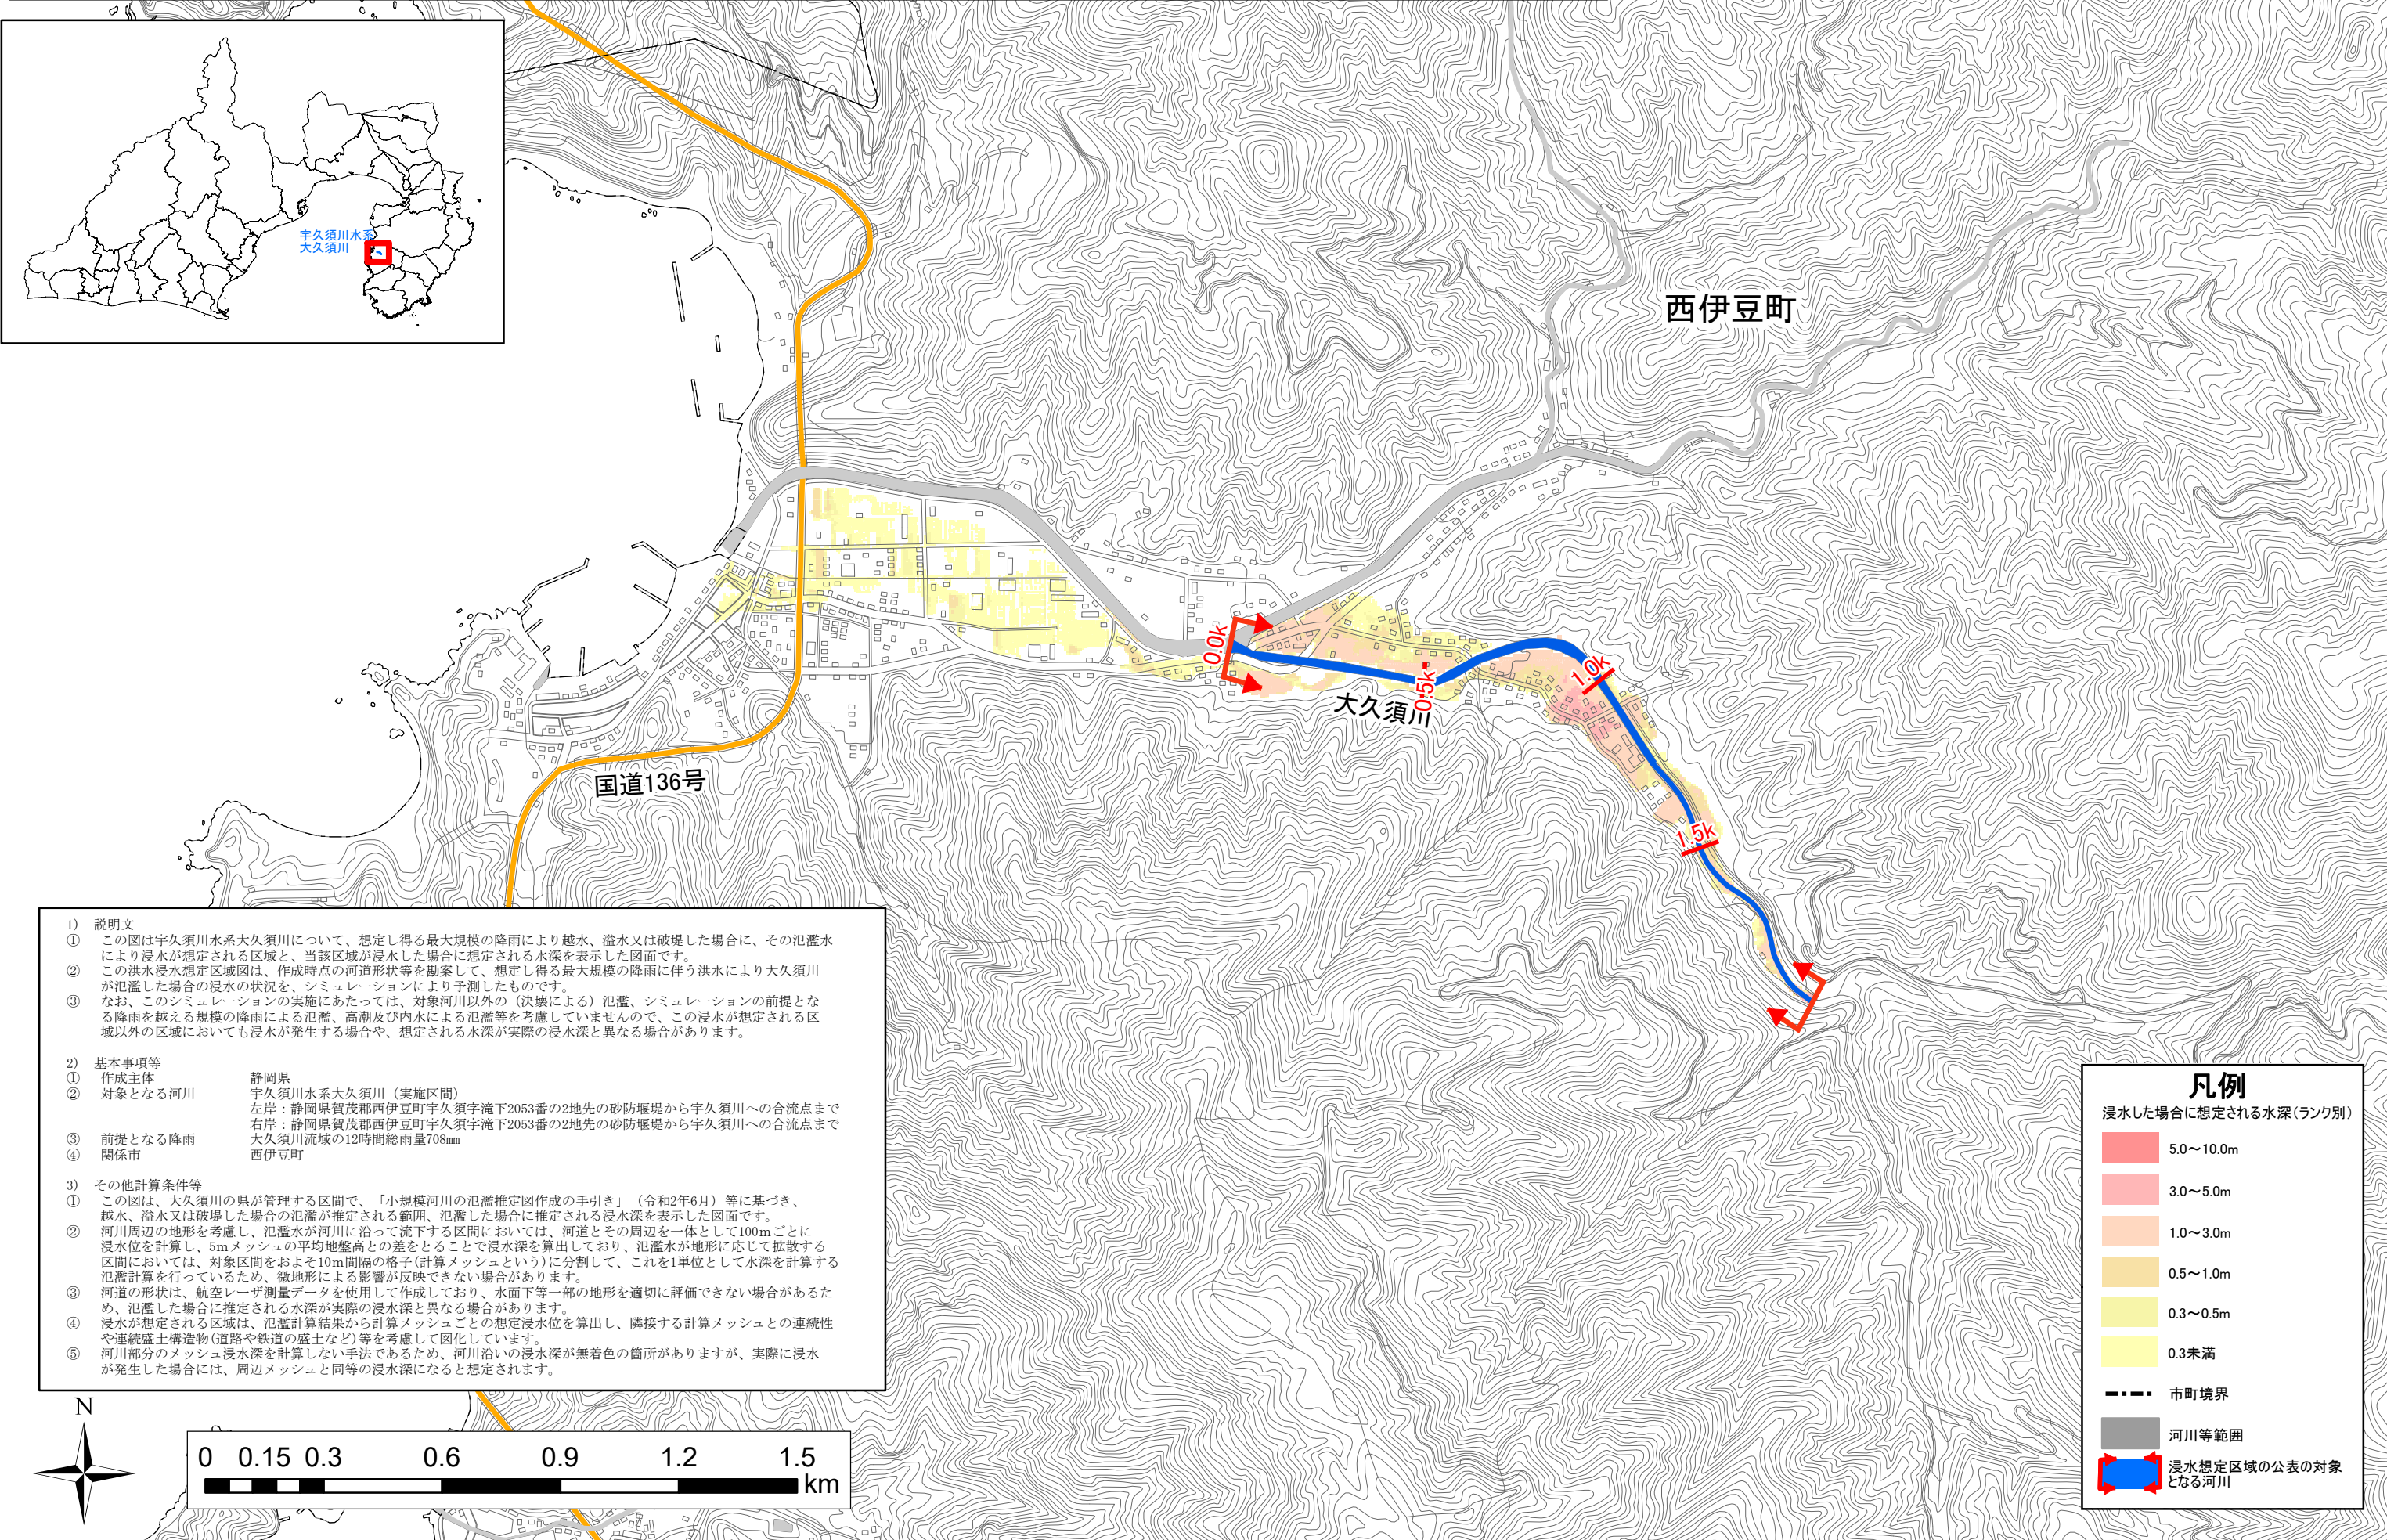 宇久須川水系
大久須川
西伊豆町
0.0k
0.5k
1.0k
1.5k
大久須川
国道136号
1) 説明文
① この図は宇久須川水系大久須川について、想定し得る最大規模の降雨により越水、溢水又は破堤した場合に、その氾濫水
により浸水が想定される区域と、当該区域が浸水した場合に想定される水深を表示した図面です。
② この洪水浸水想定区域図は、作成時点の河道形状等を勘案して、想定し得る最大規模の降雨に伴う洪水により大久須川
が氾濫した場合の浸水の状況を、シミュレーションにより予測したものです。
③ なお、このシミュレーションの実施にあたっては、対象河川以外の（決壊による）氾濫、シミュレーションの前提とな
る降雨を越える規模の降雨による氾濫、高潮及び内水による氾濫等を考慮していませんので、この浸水が想定される区
域以外の区域においても浸水が発生する場合や、想定される水深が実際の浸水深と異なる場合があります。
2) 基本事項等
① 作成主体 静岡県
② 対象となる河川 宇久須川水系大久須川（実施区間）
左岸：静岡県賀茂郡西伊豆町宇久須字滝下2053番の2地先の砂防堰堤から宇久須川への合流点まで
右岸：静岡県賀茂郡西伊豆町宇久須字滝下2053番の2地先の砂防堰堤から宇久須川への合流点まで
③ 前提となる降雨 大久須川流域の12時間総雨量708mm
④ 関係市 西伊豆町
3) その他計算条件等
① この図は、大久須川の県が管理する区間で、「小規模河川の氾濫推定図作成の手引き」（令和2年6月）等に基づき、
越水、溢水又は破堤した場合の氾濫が推定される範囲、氾濫した場合に推定される浸水深を表示した図面です。
② 河川周辺の地形を考慮し、氾濫水が河川に沿って流下する区間においては、河道とその周辺を一体として100mごとに
浸水位を計算し、5mメッシュの平均地盤高との差をとることで浸水深を算出しており、氾濫水が地形に応じて拡散する
区間においては、対象区間をおよそ10m間隔の格子(計算メッシュという)に分割して、これを1単位として水深を計算する
氾濫計算を行っているため、微地形による影響が反映できない場合があります。
③ 河道の形状は、航空レーザ測量データを使用して作成しており、水面下等一部の地形を適切に評価できない場合があるた
め、氾濫した場合に推定される水深が実際の浸水深と異なる場合があります。
④ 浸水が想定される区域は、氾濫計算結果から計算メッシュごとの想定浸水位を算出し、隣接する計算メッシュとの連続性
や連続盛土構造物(道路や鉄道の盛土など)等を考慮して図化しています。
⑤ 河川部分のメッシュ浸水深を計算しない手法であるため、河川沿いの浸水深が無着色の箇所がありますが、実際に浸水
が発生した場合には、周辺メッシュと同等の浸水深になると想定されます。
N
0 0.15 0.3 0.6 0.9 1.2 1.5
km
凡例
浸水した場合に想定される水深(ランク別)
5.0～10.0m
3.0～5.0m
1.0～3.0m
0.5～1.0m
0.3～0.5m
0.3未満
市町境界
河川等範囲
浸水想定区域の公表の対象
となる河川